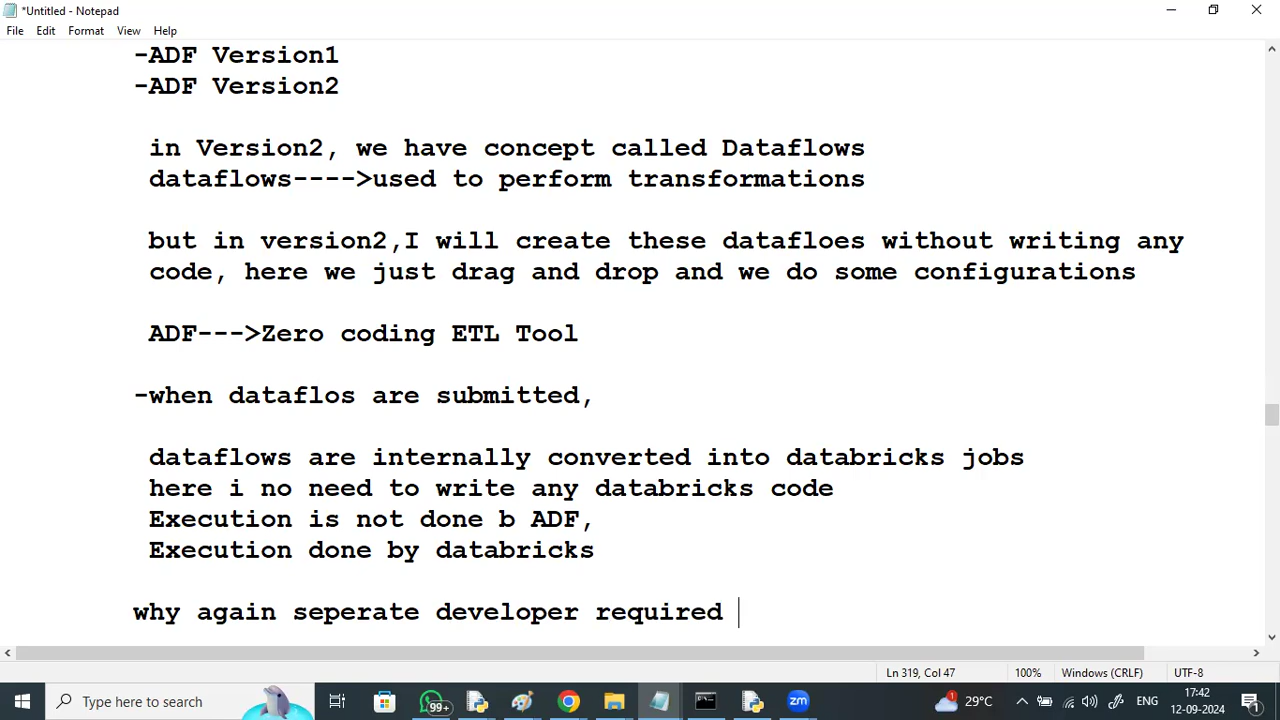 *Untitled - Notepad
File Edit Format View Help
-ADF Version1
-ADF Version2
in Version2, we have concept called Dataflows
dataflows---->used to perform transformations
but in version2,I will create these datafloes without writing any
code, here we just drag and drop and we do some configurations
ADF--->Zero coding ETL Tool
-when dataflos are submitted,
dataflows are internally converted into databricks jobs
here i no need to write any databricks code
Execution is not done b ADF,
Execution done by databricks
why again seperate developer required
Ln 319, Col 47 100% Windows (CRLF) UTF-8
Type here to search 99+ zm 1 29°C ENG 17:42 12-09-2024 1